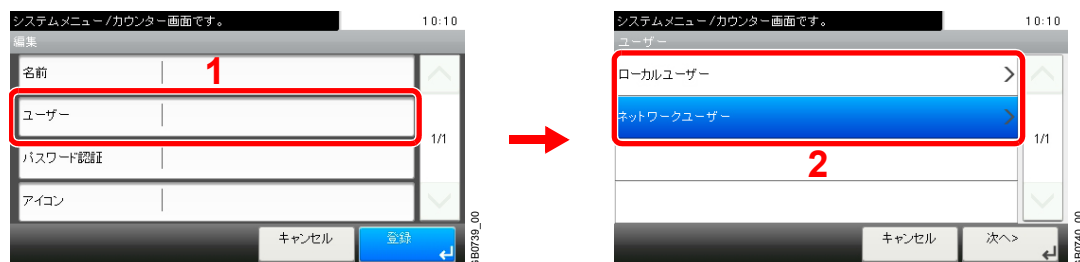 システムメニュー/カウンター画面です。 10:10
編集
名前
1
ユーザー
1/1
パスワード認証
アイコン
キャンセル
登録
GB0739_00
システムメニュー/カウンター画面です。 10:10
ユーザー
ローカルユーザー
ネットワークユーザー
1/1
2
キャンセル
次へ>
GB0740_00